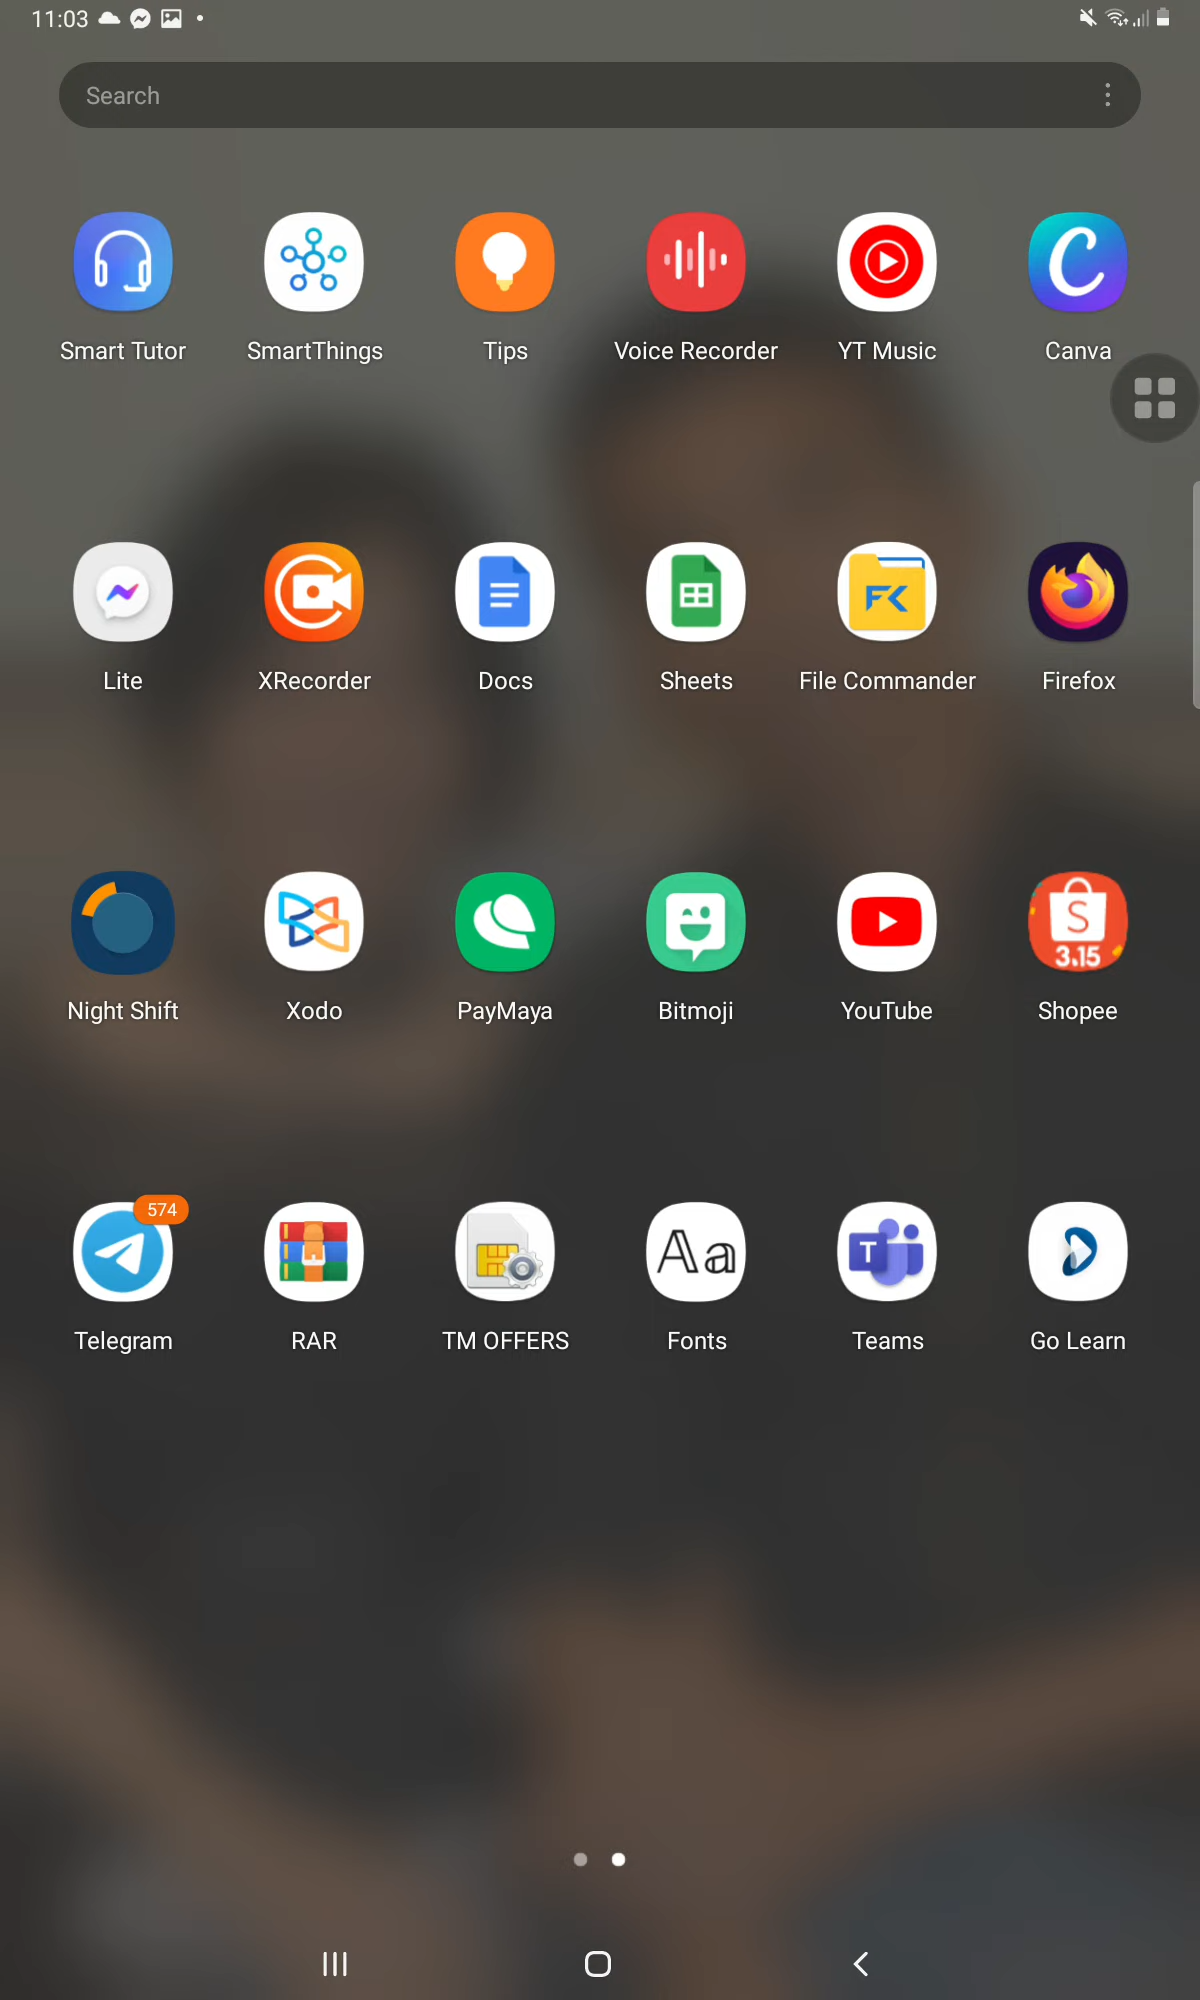 11:03
Search
Smart Tutor
SmartThings
Tips
Voice Recorder
YT Music
Canva
Lite
XRecorder
Docs
Sheets
File Commander
Firefox
S
3.15
Night Shift
Xodo
PayMaya
Bitmoji
YouTube
Shopee
574
Aa
T
Telegram
RAR
TM OFFERS
Fonts
Teams
Go Learn